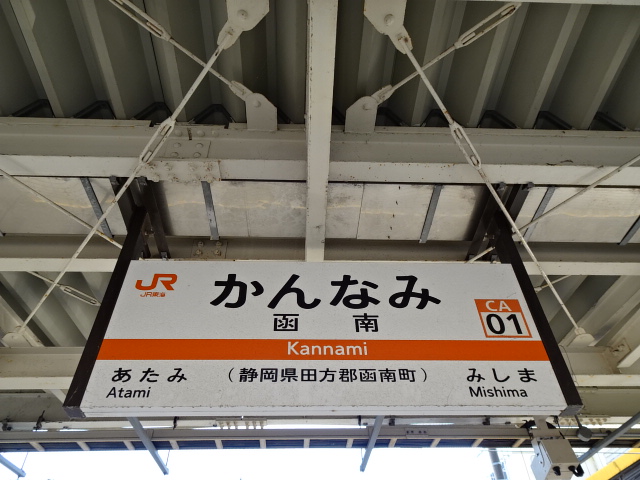 JR
JR東海
かんなみ
函南
CA
01
Kannami
あたみ
Atami
（静岡県田方郡函南町）
みしま
Mishima